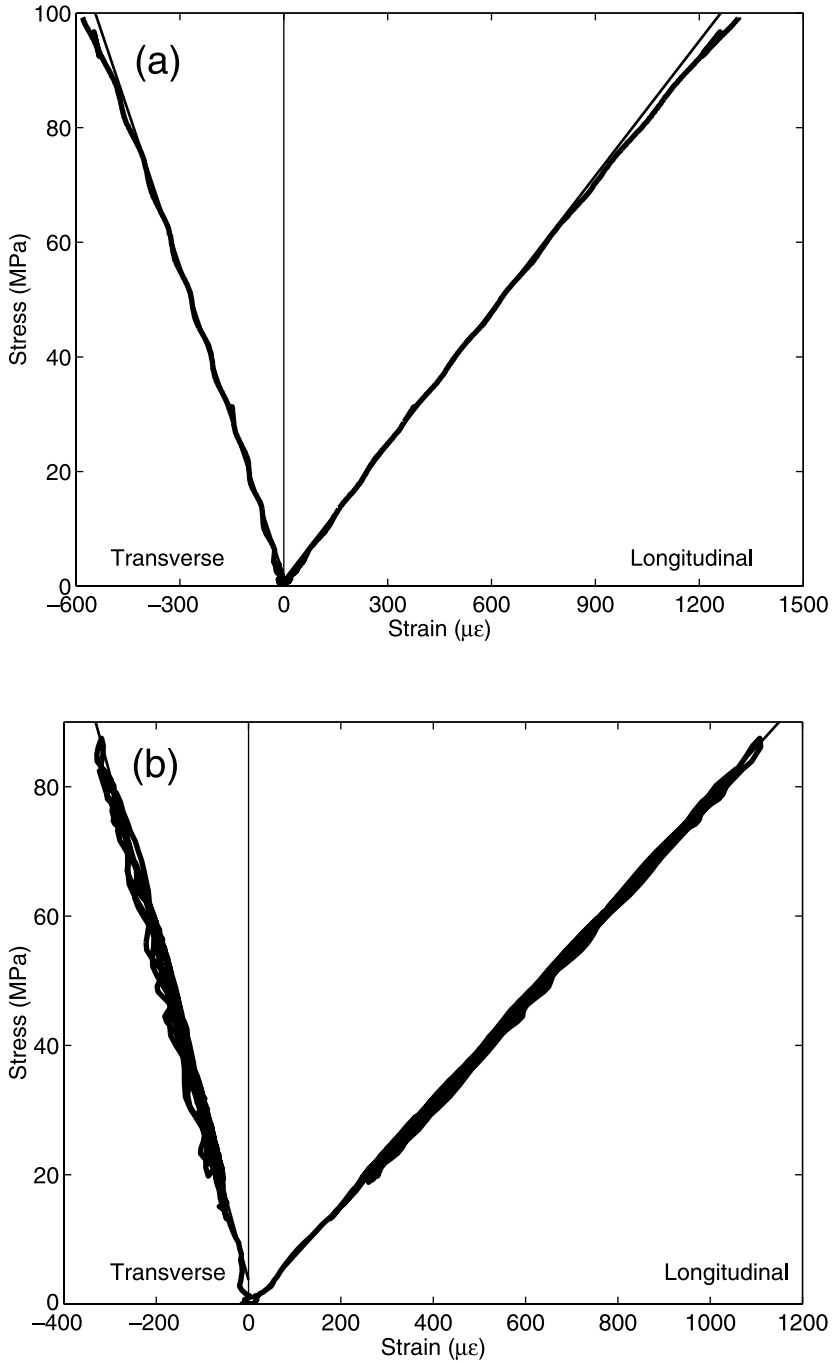 100
(a)
80
60
Stress (MPa)
40
20
Transverse
Longitudinal
0
−600
−300
0
300
600
900
1200
1500
Strain (με)
(b)
80
60
Stress (MPa)
40
20
Transverse
Longitudinal
0
−400
−200
0
200
400
600
800
1000
1200
Strain (με)